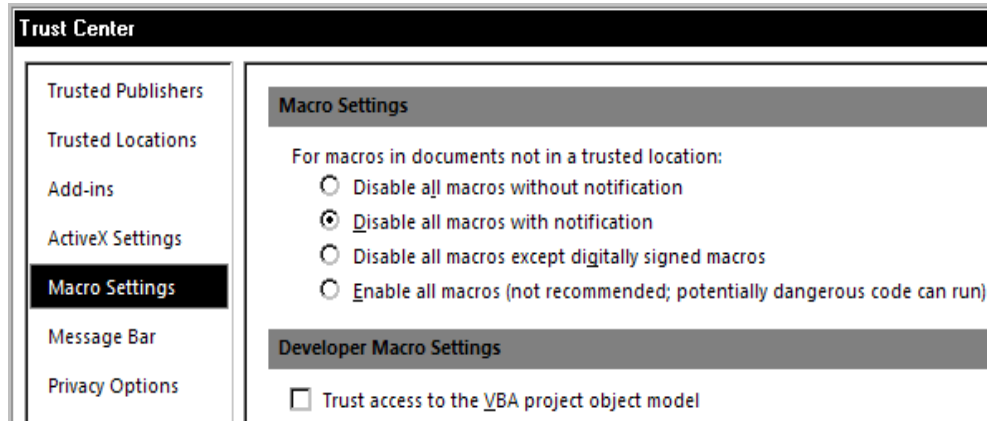 Trust Center
Trusted Publishers
Trusted Locations
Add-ins
ActiveX Settings
Macro Settings
Message Bar
Privacy Options
Macro Settings
For macros in documents not in a trusted location:
Disable all macros without notification
Disable all macros with notification
Disable all macros except digitally signed macros
Enable all macros (not recommended; potentially dangerous code can run)
Developer Macro Settings
Trust access to the VBA project object model